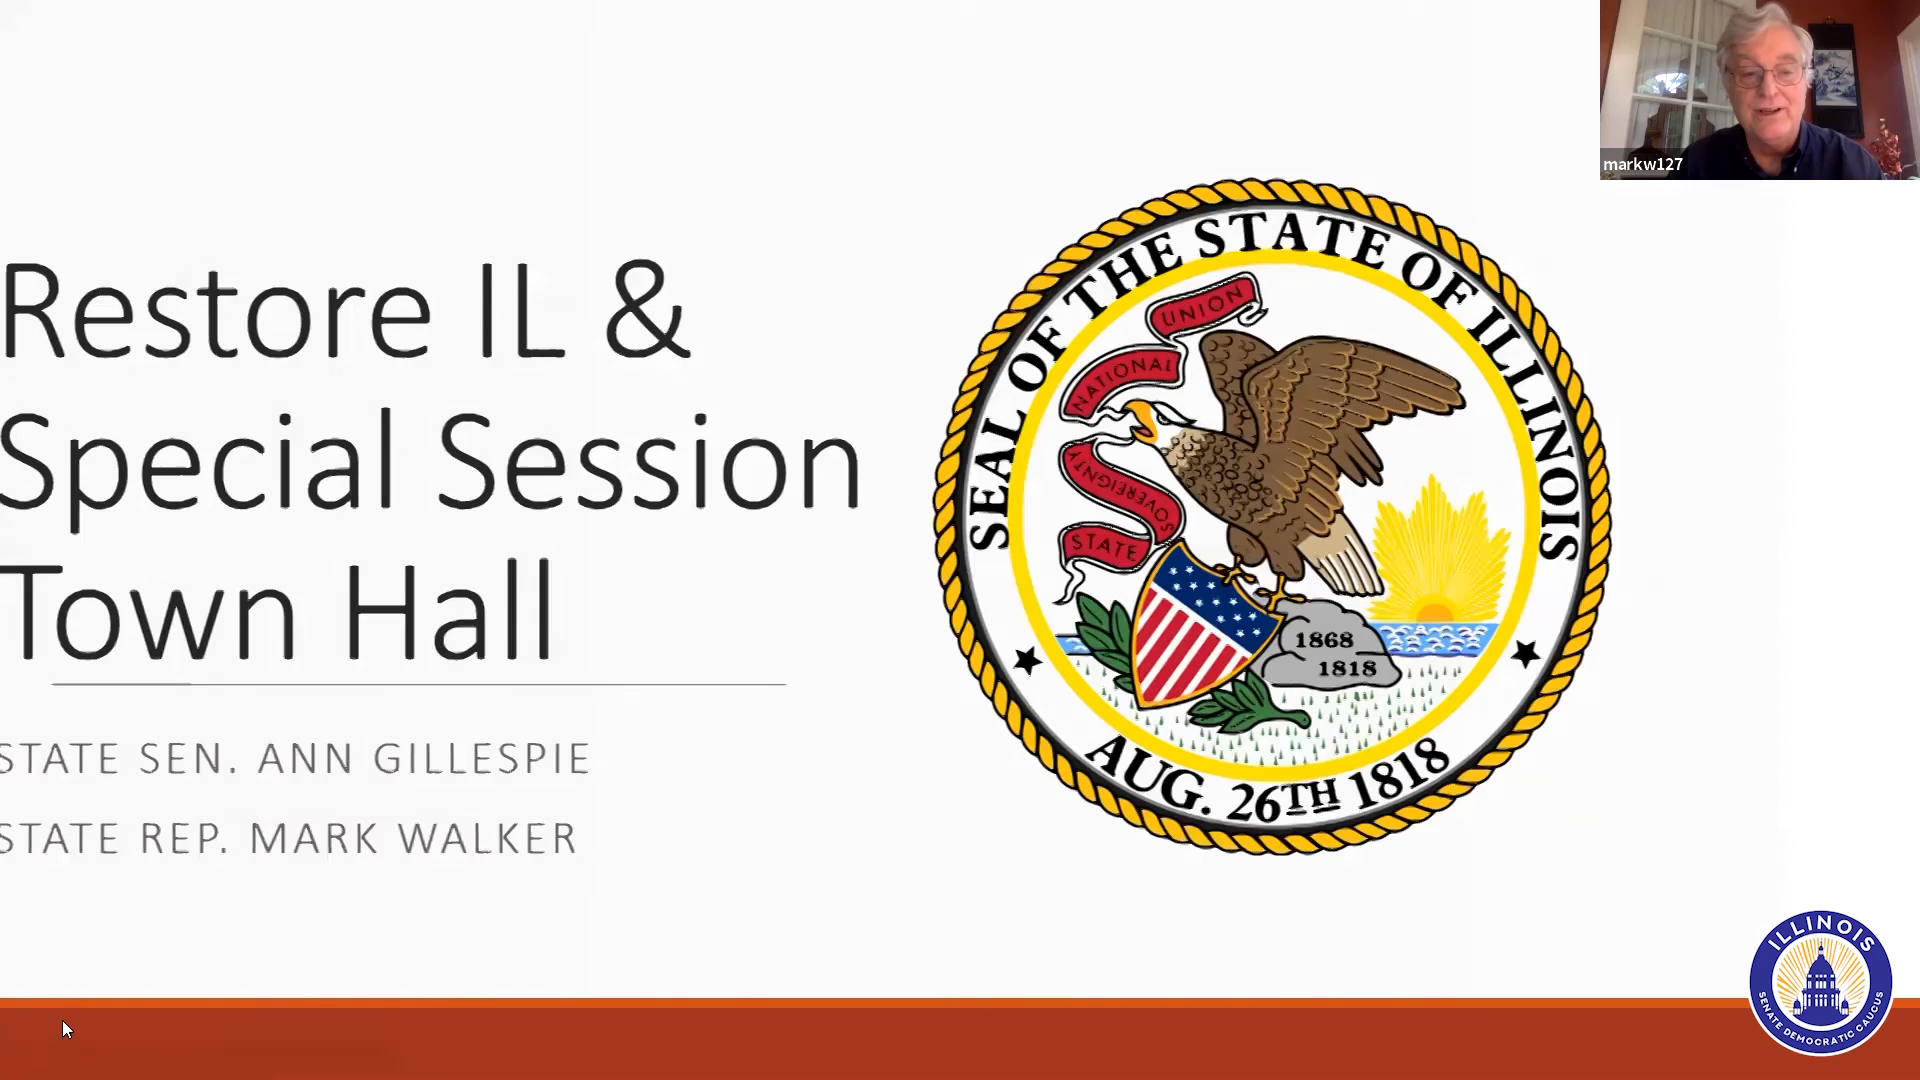 markw127
Restore IL &
Special Session
Town Hall
STATE SEN. ANN GILLESPIE
STATE REP. MARK WALKER
SEAL OF THE STATE OF ILLINOIS
UNION
NATIONAL
SOVEREIGNTY
STATE
1868
1818
AUG. 26TH 1818
ILLINOIS
SENATE DEMOCRATIC CAUCUS